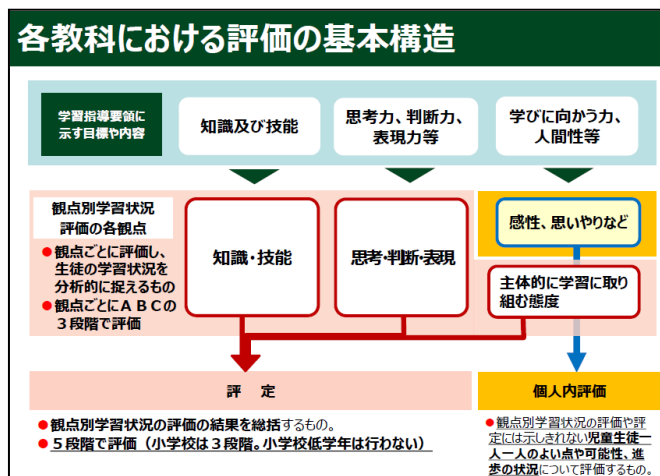 各教科における評価の基本構造
学習指導要領に
示す目標や内容
知識及び技能
思考力、判断力、
表現力等
学びに向かう力、
人間性等
観点別学習状況
評価の各観点
●観点ごとに評価し、
生徒の学習状況を
分析的に捉えるもの
●観点ごとにＡＢＣの
３段階で評価
知識・技能
思考・判断・表現
感性、思いやりなど
主体的に学習に取り
組む態度
評 定
●観点別学習状況の評価の結果を総括するもの。
●５段階で評価（小学校は３段階。小学校低学年は行わない）
個人内評価
●観点別学習状況の評価や評
定には示しきれない児童生徒一
人一人のよい点や可能性、進
歩の状況について評価するもの。